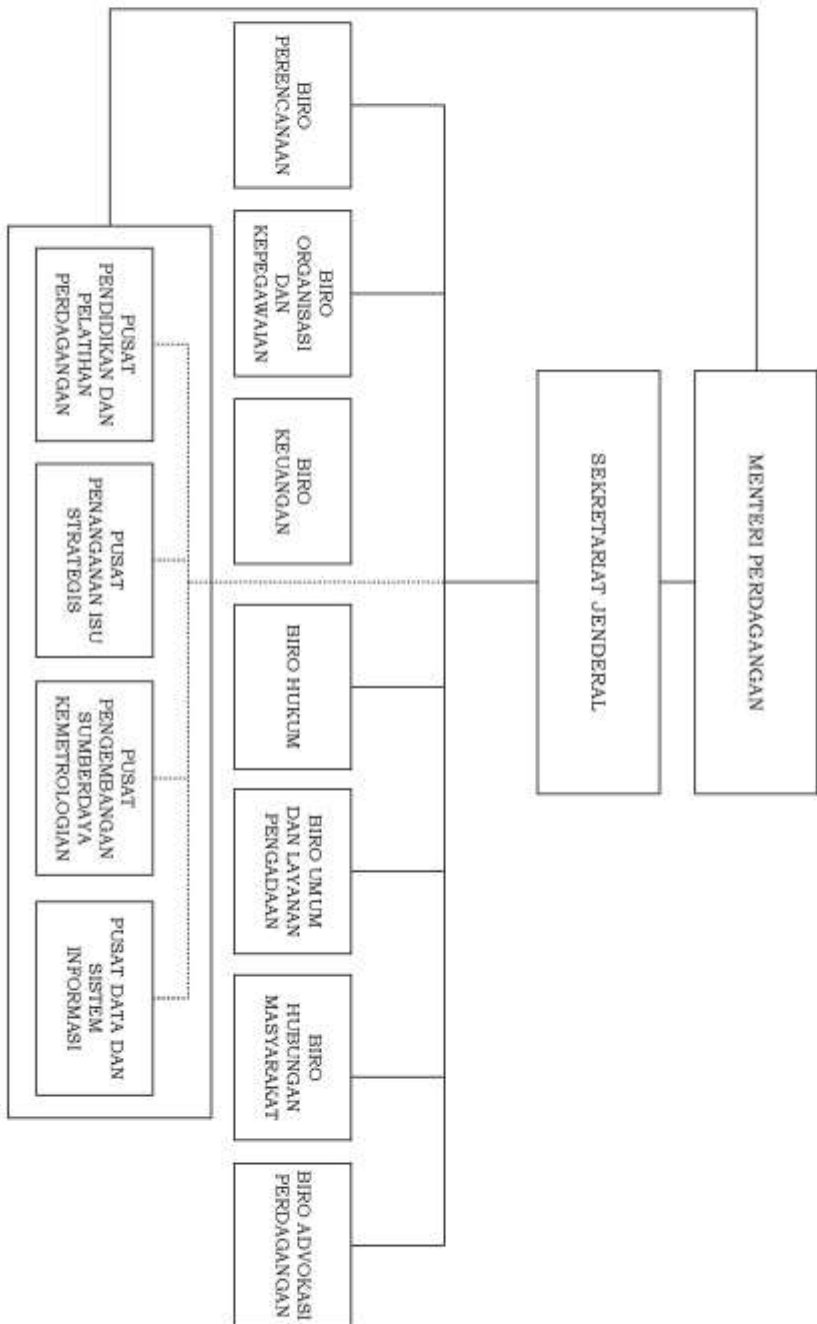 MENTERI PERDAGANGAN
SEKRETARIAT JENDERAL
BIRO
PERENCANAAN
BIRO
ORGANISASI
DAN
KEPEGAWAIAN
BIRO
KEUANGAN
BIRO HUKUM
BIRO UMUM
DAN LAYANAN
PENGADAAN
BIRO
HUBUNGAN
MASYARAKAT
BIRO ADVOKASI
PERDAGANGAN
PUSAT
PENDIDIKAN DAN
PELATIHAN
PERDAGANGAN
PUSAT
PENANGANAN ISU
STRATEGIS
PUSAT
PENGEMBANGAN
SUMBERDAYA
KEMETROLOGIAN
PUSAT DATA DAN
SISTEM
INFORMASI